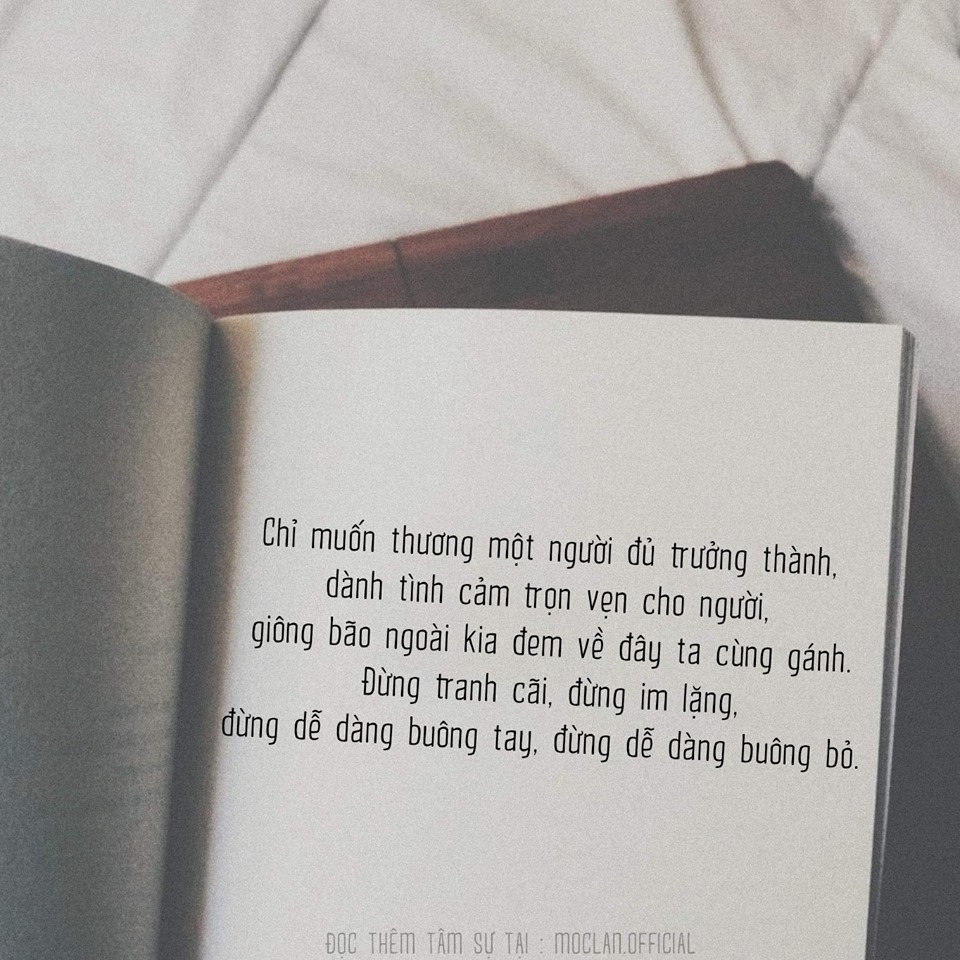 Chỉ muốn thương một người đủ trưởng thành,
dành tình cảm trọn vẹn cho người,
giông bão ngoài kia đem về đây ta cùng gánh.
Đừng tranh cãi, đừng im lặng,
đừng dễ dàng buông tay, đừng dễ dàng buông bỏ.
ĐỌC THÊM TÂM SỰ TẠI : MOCLAN.OFFICIAL